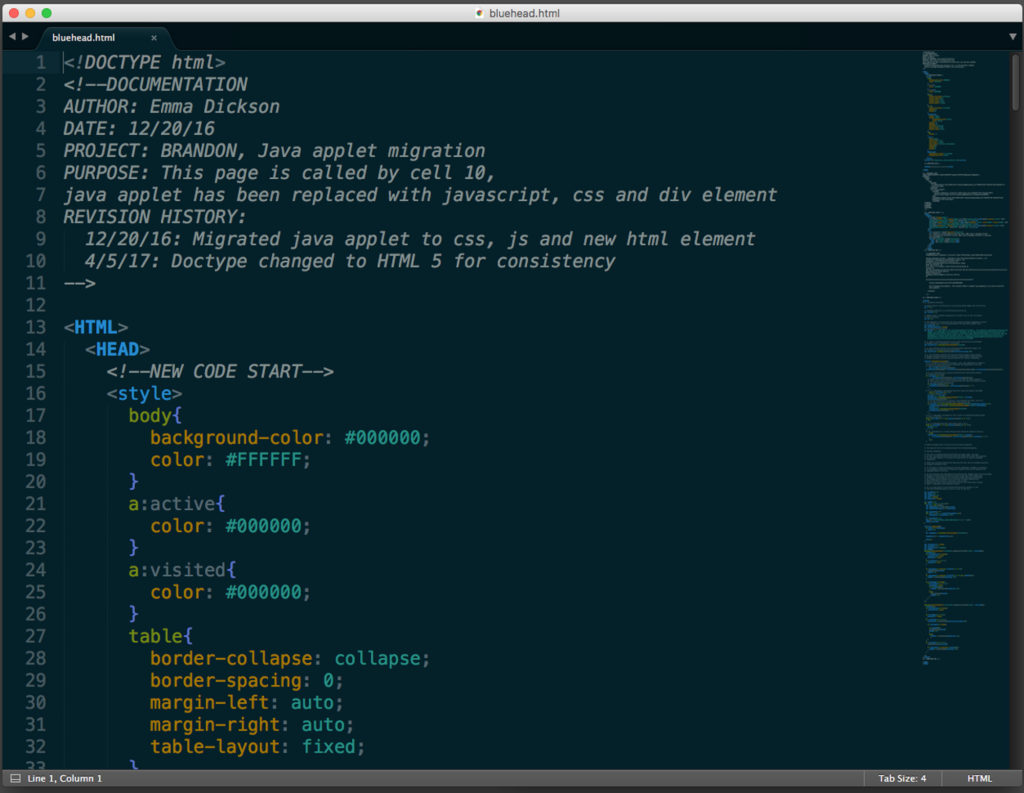 bluehead.html
bluehead.html ×
1 <!DOCTYPE html>
2 <!--DOCUMENTATION
3 AUTHOR: Emma Dickson
4 DATE: 12/20/16
5 PROJECT: BRANDON, Java applet migration
6 PURPOSE: This page is called by cell 10,
7 java applet has been replaced with javascript, css and div element
8 REVISION HISTORY:
9   12/20/16: Migrated java applet to css, js and new html element
10   4/5/17: Doctype changed to HTML 5 for consistency
11 -->
12
13 <HTML>
14   <HEAD>
15     <!--NEW CODE START-->
16     <style>
17       body{
18         background-color: #000000;
19         color: #FFFFFF;
20       }
21       a:active{
22         color: #000000;
23       }
24       a:visited{
25         color: #000000;
26       }
27       table{
28         border-collapse: collapse;
29         border-spacing: 0;
30         margin-left: auto;
31         margin-right: auto;
32         table-layout: fixed;
33       }
Line 1, Column 1 Tab Size: 4 HTML